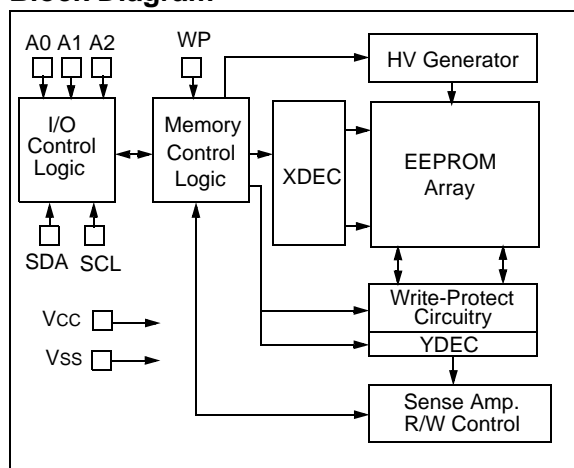 Block Diagram
A0 A1 A2
WP
HV Generator
I/O
Control
Logic
Memory
Control
Logic
XDEC
EEPROM
Array
SDA
SCL
Write-Protect
Circuitry
YDEC
VCC
VSS
Sense Amp.
R/W Control